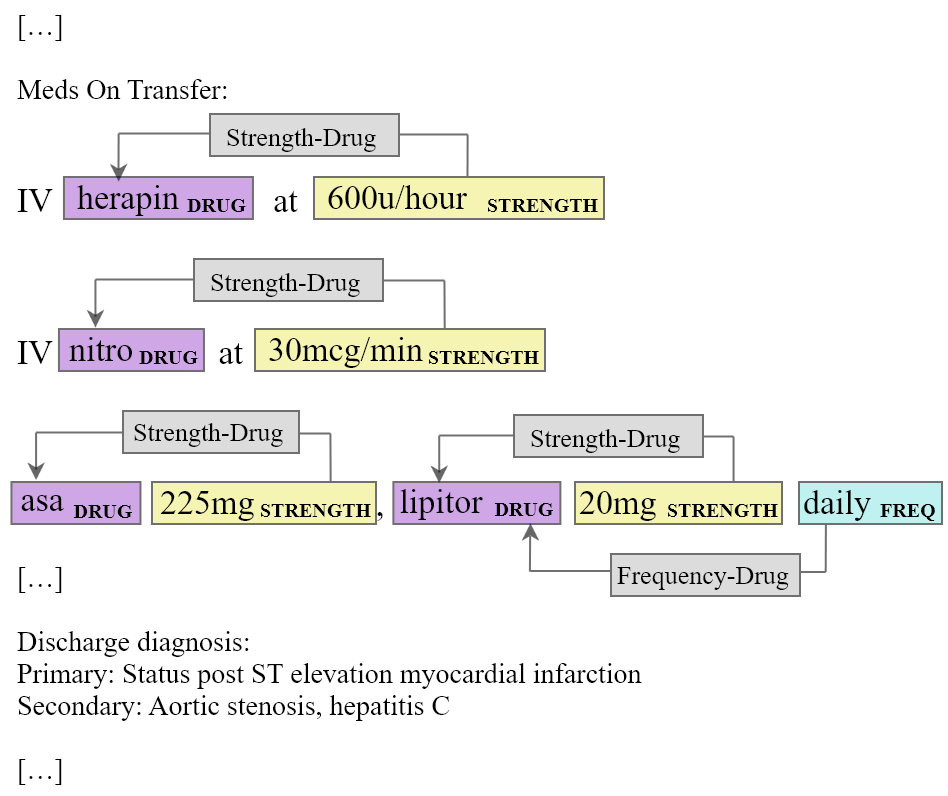 […]
Meds On Transfer:
Strength-Drug
IV herapin DRUG at 600u/hour STRENGTH
Strength-Drug
IV nitro DRUG at 30mcg/min STRENGTH
Strength-Drug Strength-Drug
asa DRUG 225mg STRENGTH, lipitor DRUG 20mg STRENGTH daily FREQ
Frequency-Drug
[…]
Discharge diagnosis:
Primary: Status post ST elevation myocardial infarction
Secondary: Aortic stenosis, hepatitis C
[…]